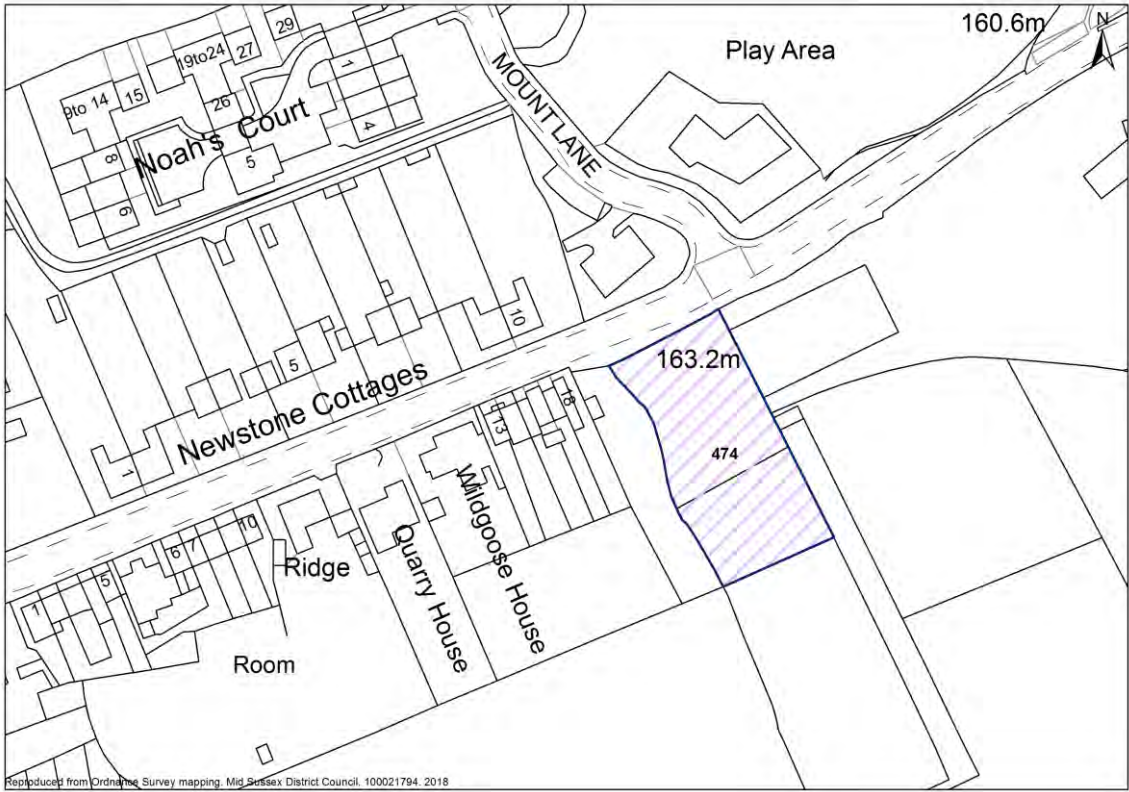 160.6m
N
Play Area
29
27
19to24
15
9to 14
26
1
4
Noah's Court
8
5
6
MOUNT LANE
10
5
Newstone Cottages
1
163.2m
18
13
474
Wildgoose House
Quarry House
10
7
6
5
1
Ridge
Room
Reproduced from Ordnance Survey mapping. Mid Sussex District Council. 100021794. 2018